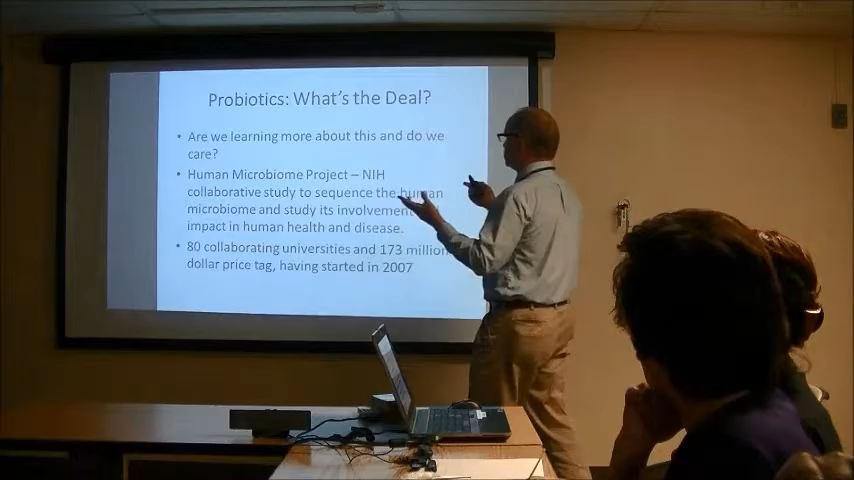 Probiotics: What's the Deal?
• Are we learning more about this and do we
care?
• Human Microbiome Project – NIH
collaborative study to sequence the human
microbiome and study its involvement
impact in human health and disease.
• 80 collaborating universities and 173 million
dollar price tag, having started in 2007